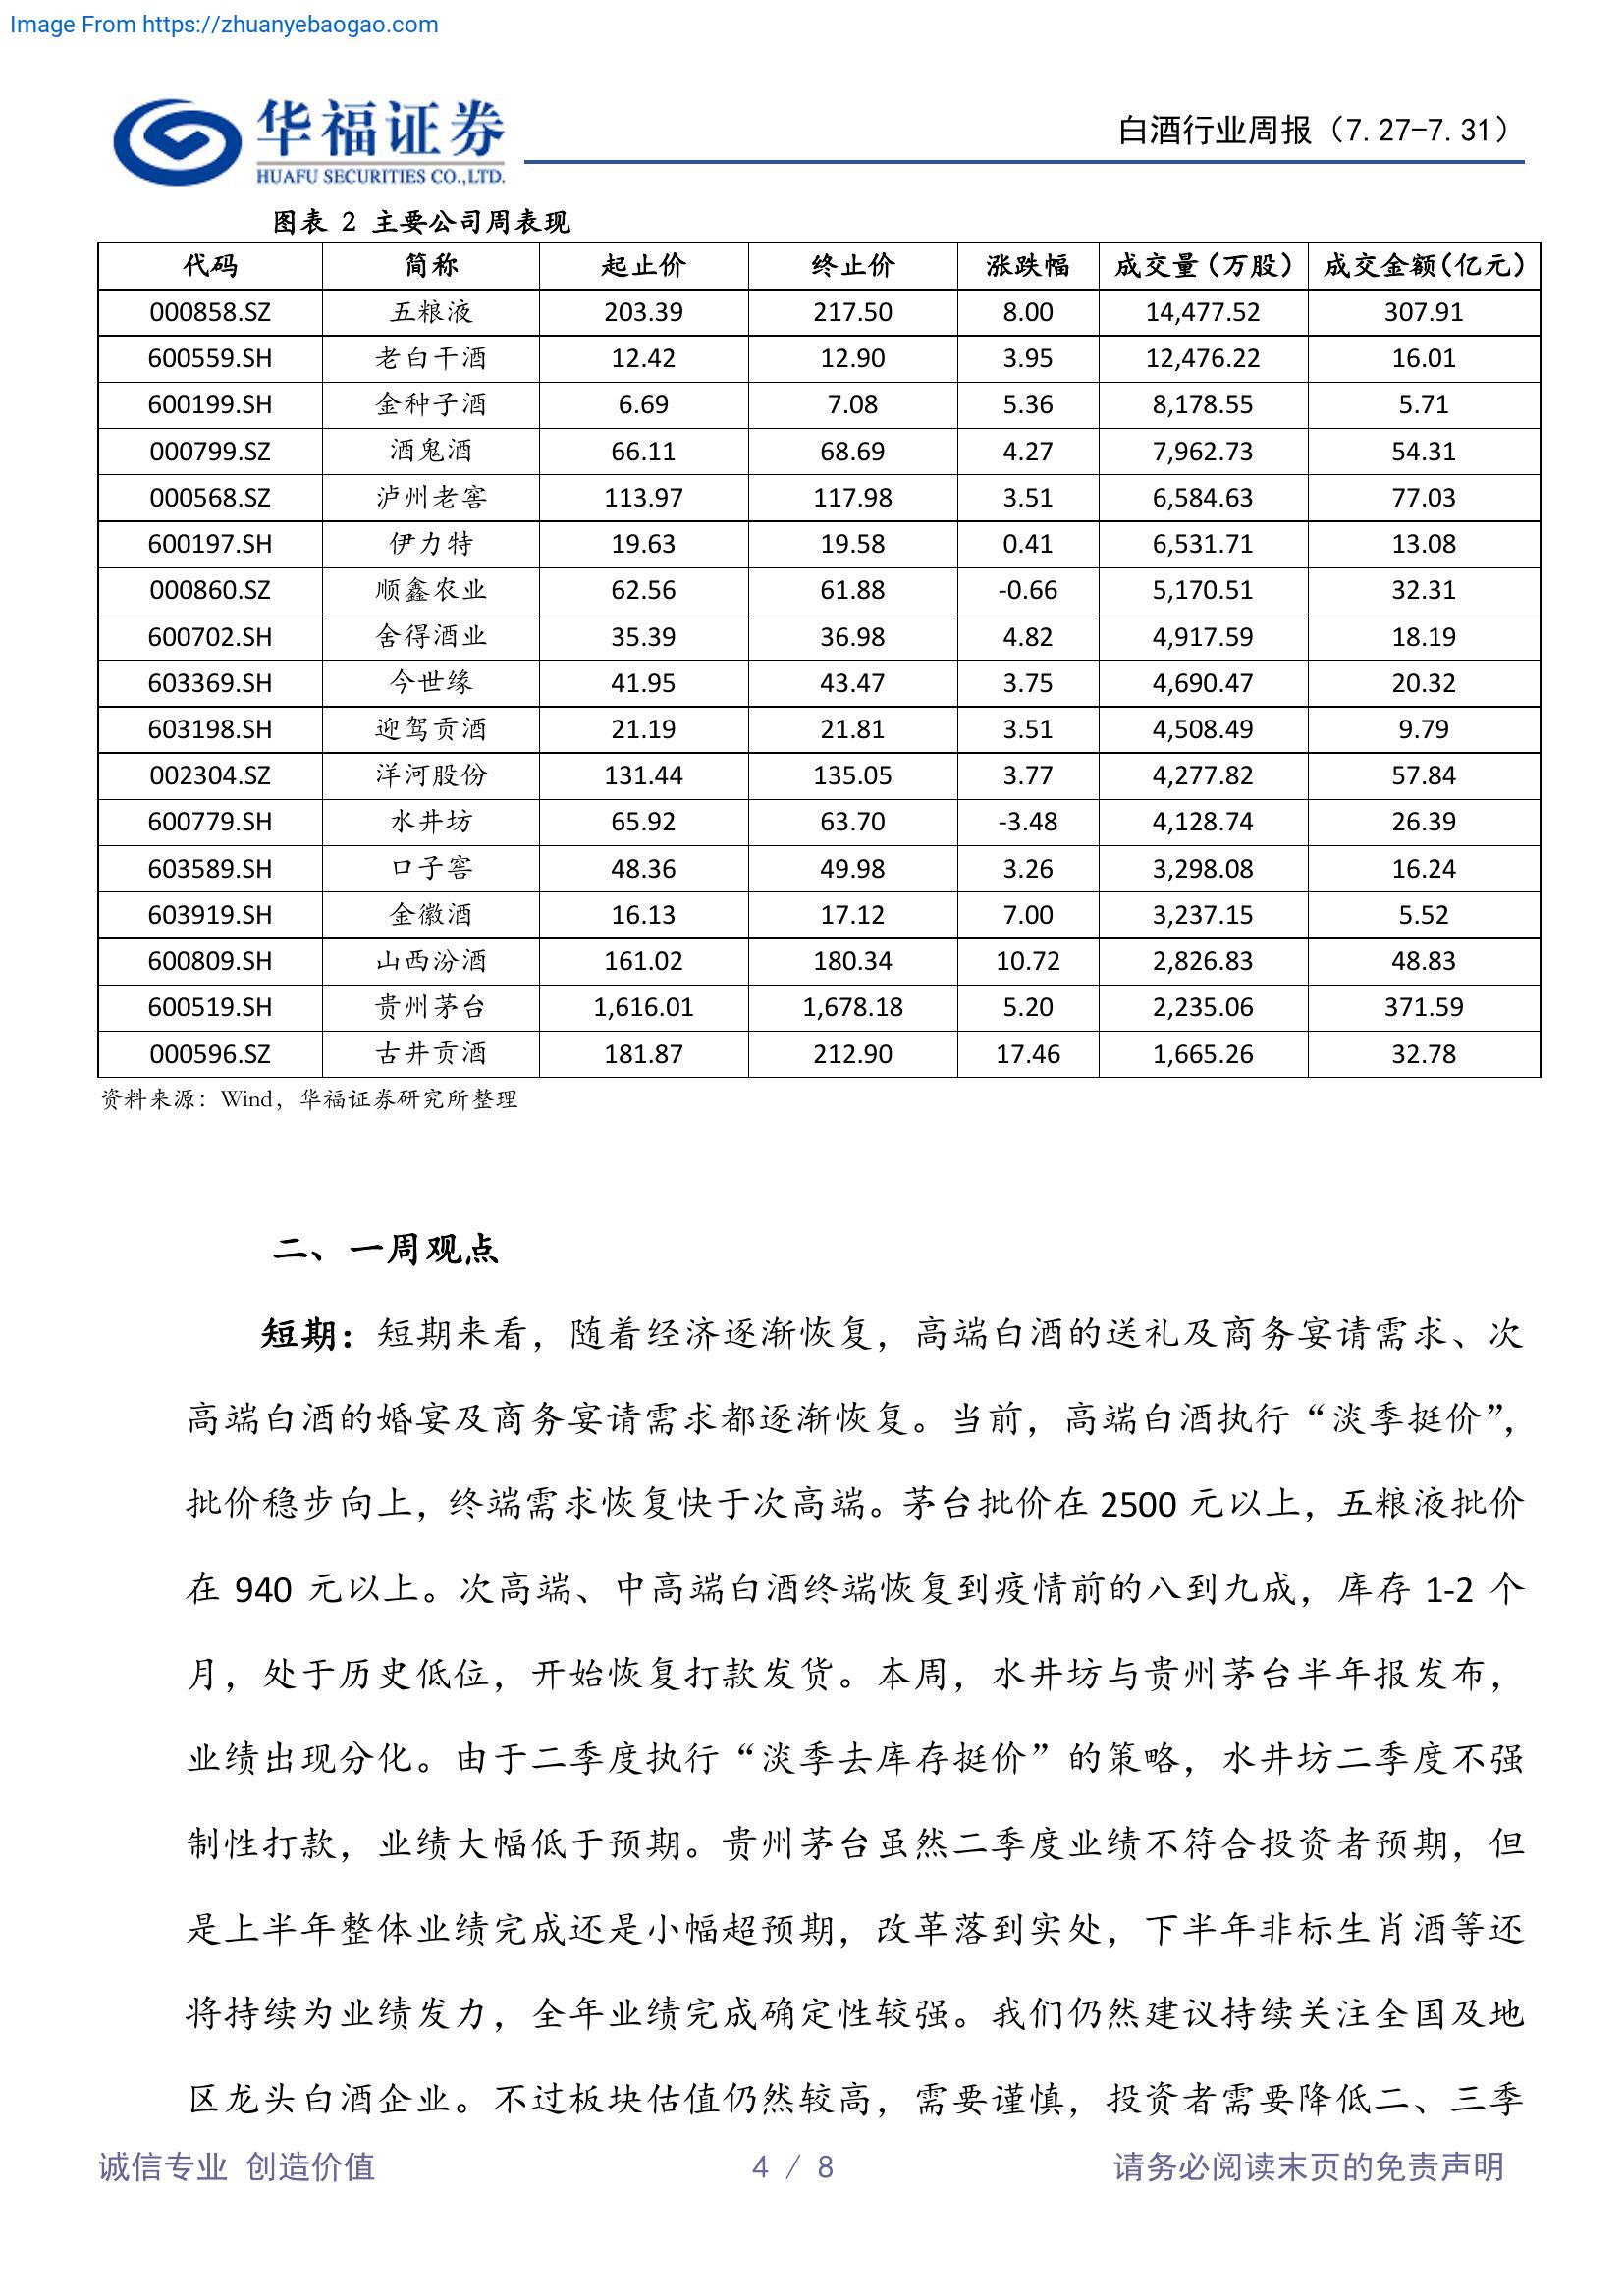 Image From https://zhuanyebaogao.com
华福证券
HUAFU SECURITIES CO.,LTD.
白酒行业周报（7.27-7.31）
图表 2 主要公司周表现
代码 简称 起止价 终止价 涨跌幅 成交量（万股） 成交金额（亿元）
000858.SZ 五粮液 203.39 217.50 8.00 14,477.52 307.91
600559.SH 老白干酒 12.42 12.90 3.95 12,476.22 16.01
600199.SH 金种子酒 6.69 7.08 5.36 8,178.55 5.71
000799.SZ 酒鬼酒 66.11 68.69 4.27 7,962.73 54.31
000568.SZ 泸州老窖 113.97 117.98 3.51 6,584.63 77.03
600197.SH 伊力特 19.63 19.58 0.41 6,531.71 13.08
000860.SZ 顺鑫农业 62.56 61.88 -0.66 5,170.51 32.31
600702.SH 舍得酒业 35.39 36.98 4.82 4,917.59 18.19
603369.SH 今世缘 41.95 43.47 3.75 4,690.47 20.32
603198.SH 迎驾贡酒 21.19 21.81 3.51 4,508.49 9.79
002304.SZ 洋河股份 131.44 135.05 3.77 4,277.82 57.84
600779.SH 水井坊 65.92 63.70 -3.48 4,128.74 26.39
603589.SH 口子窖 48.36 49.98 3.26 3,298.08 16.24
603919.SH 金徽酒 16.13 17.12 7.00 3,237.15 5.52
600809.SH 山西汾酒 161.02 180.34 10.72 2,826.83 48.83
600519.SH 贵州茅台 1,616.01 1,678.18 5.20 2,235.06 371.59
000596.SZ 古井贡酒 181.87 212.90 17.46 1,665.26 32.78
资料来源：Wind，华福证券研究所整理
二、一周观点
短期：短期来看，随着经济逐渐恢复，高端白酒的送礼及商务宴请需求、次
高端白酒的婚宴及商务宴请需求都逐渐恢复。当前，高端白酒执行“淡季挺价”，
批价稳步向上，终端需求恢复快于次高端。茅台批价在 2500 元以上，五粮液批价
在 940 元以上。次高端、中高端白酒终端恢复到疫情前的八到九成，库存 1-2 个
月，处于历史低位，开始恢复打款发货。本周，水井坊与贵州茅台半年报发布，
业绩出现分化。由于二季度执行“淡季去库存挺价”的策略，水井坊二季度不强
制性打款，业绩大幅低于预期。贵州茅台虽然二季度业绩不符合投资者预期，但
是上半年整体业绩完成还是小幅超预期，改革落到实处，下半年非标生肖酒等还
将持续为业绩发力，全年业绩完成确定性较强。我们仍然建议持续关注全国及地
区龙头白酒企业。不过板块估值仍然较高，需要谨慎，投资者需要降低二、三季
诚信专业 创造价值 4 / 8 请务必阅读末页的免责声明